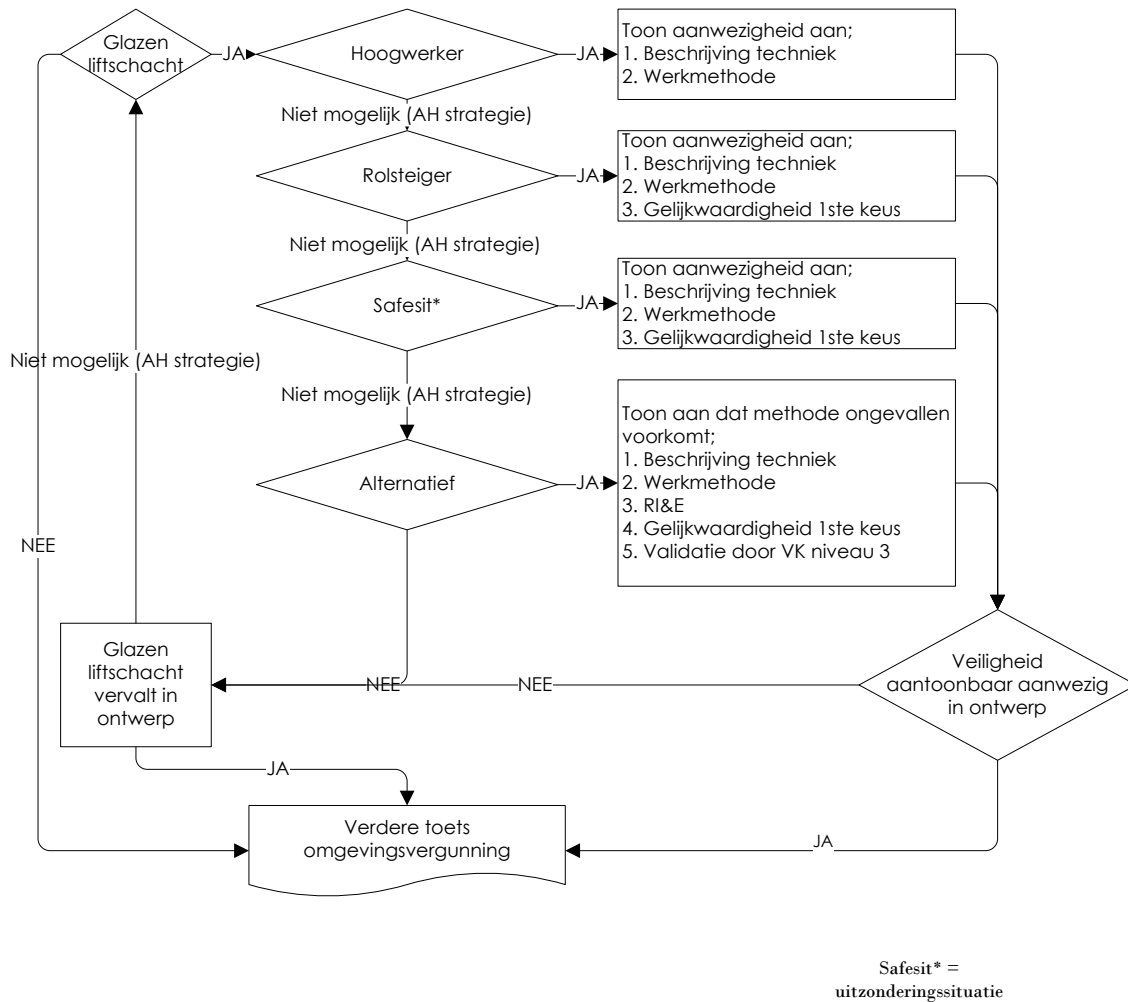 Glazen
liftschacht
JA
Hoogwerker
JA
Toon aanwezigheid aan;
1. Beschrijving techniek
2. Werkmethode
Niet mogelijk (AH strategie)
Rolsteiger
JA
Toon aanwezigheid aan;
1. Beschrijving techniek
2. Werkmethode
3. Gelijkwaardigheid 1ste keus
Niet mogelijk (AH strategie)
Safesit*
JA
Toon aanwezigheid aan;
1. Beschrijving techniek
2. Werkmethode
3. Gelijkwaardigheid 1ste keus
Niet mogelijk (AH strategie)
Niet mogelijk (AH strategie)
Alternatief
JA
Toon aan dat methode ongevallen
voorkomt;
1. Beschrijving techniek
2. Werkmethode
3. RI&E
4. Gelijkwaardigheid 1ste keus
5. Validatie door VK niveau 3
NEE
Glazen
liftschacht
vervalt in
ontwerp
NEE
NEE
Veiligheid
aantoonbaar aanwezig
in ontwerp
JA
Verdere toets
omgevingsvergunning
JA
Safesit* =
uitzonderingssituatie